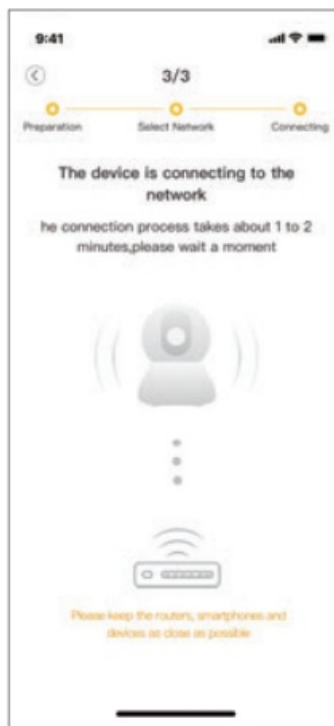 9:41
3/3
Preparation Select Network Connecting
The device is connecting to the
network
he connection process takes about 1 to 2
minutes,please wait a moment
Please keep the routers, smartphones and
devices as close as possible